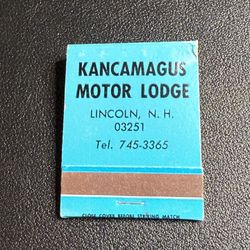 KANCAMAGUS
MOTOR LODGE
LINCOLN, N. H.
03251
Tel. 745-3365
CLOSE COVER BEFORE STRIKING MATCH